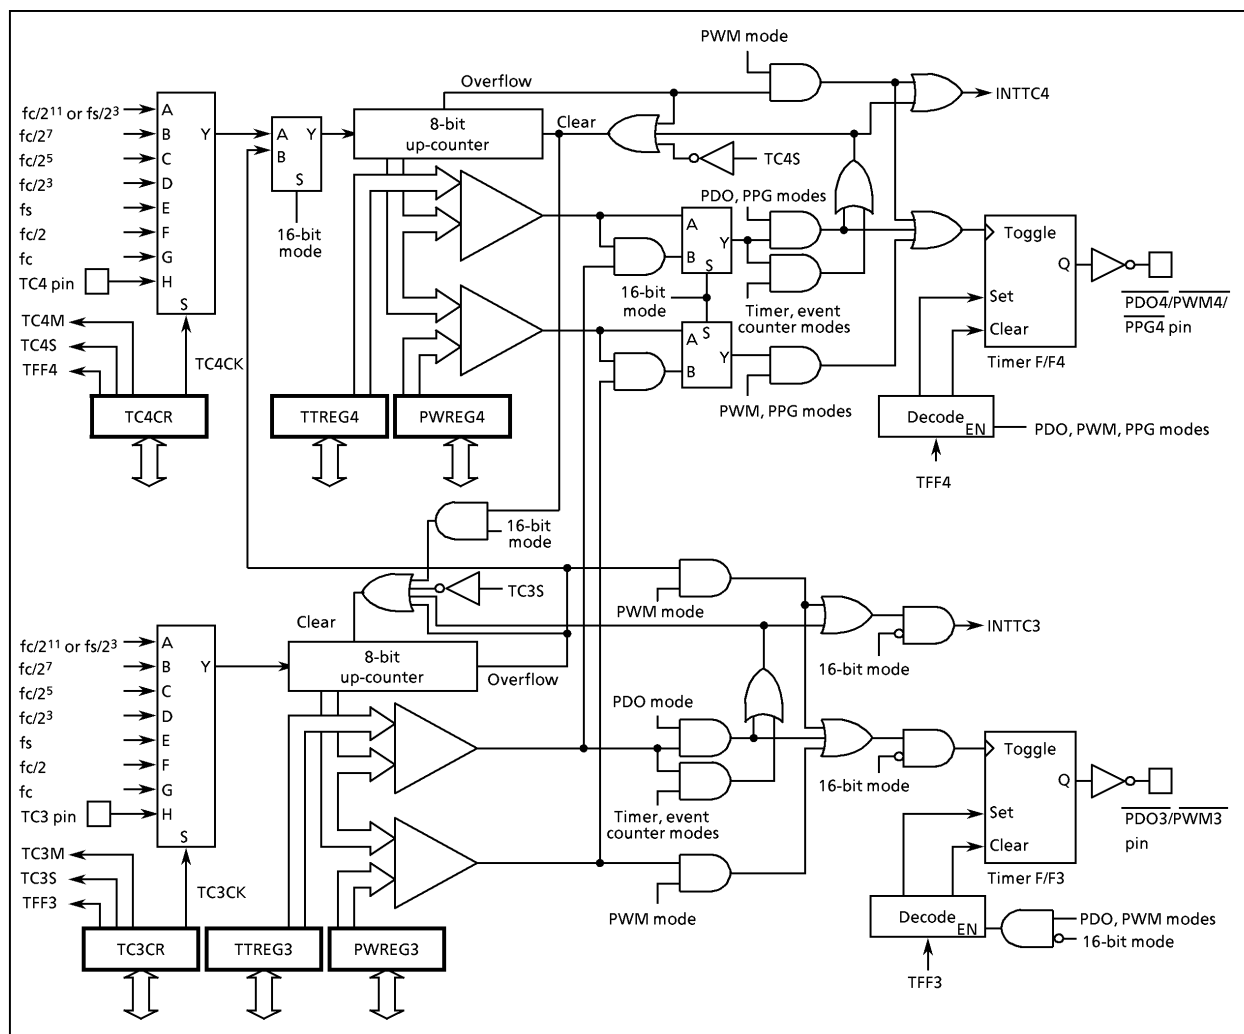 PWM mode
Overflow
INTTC4
fc/2¹¹ or fs/2³
A
fc/2⁷
B
Y
fc/2⁵
C
fc/2³
D
fs
E
fc/2
F
fc
G
TC4 pin
H
S
A
Y
B
S
16-bit
mode
8-bit
up-counter
Clear
TC4S
PDO, PPG modes
A
Y
B
S
16-bit
mode
Timer, event
counter modes
S
A
Y
B
PWM, PPG modes
Toggle
Q
Set
Clear
Timer F/F4
PDO4/PWM4/
PPG4 pin
TC4M
TC4S
TFF4
TC4CK
TC4CR
TTREG4
PWREG4
Decode
EN
PDO, PWM, PPG modes
TFF4
16-bit
mode
TC3S
PWM mode
INTTC3
16-bit mode
Clear
fc/2¹¹ or fs/2³
A
fc/2⁷
B
Y
fc/2⁵
C
fc/2³
D
fs
E
fc/2
F
fc
G
TC3 pin
H
S
8-bit
up-counter
Overflow
PDO mode
Timer, event
counter modes
16-bit mode
Toggle
Q
Set
Clear
Timer F/F3
PDO3/PWM3
pin
TC3M
TC3S
TFF3
TC3CK
PWM mode
TC3CR
TTREG3
PWREG3
Decode
EN
PDO, PWM modes
16-bit mode
TFF3